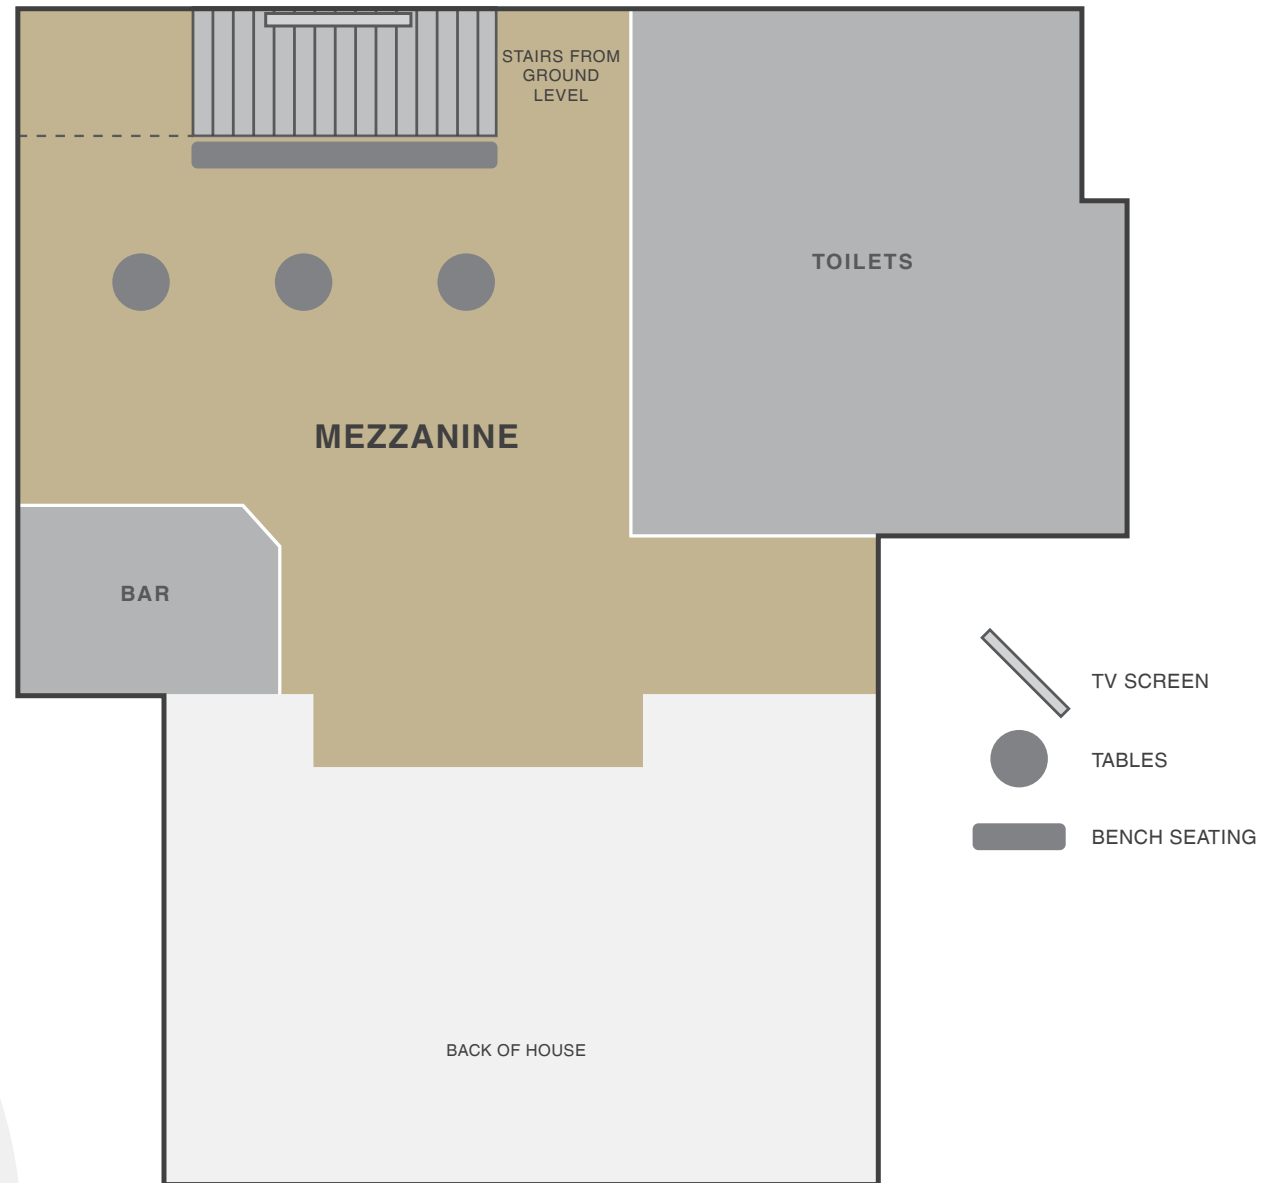 STAIRS FROM
GROUND
LEVEL
TOILETS
MEZZANINE
BAR
TV SCREEN
TABLES
BENCH SEATING
BACK OF HOUSE